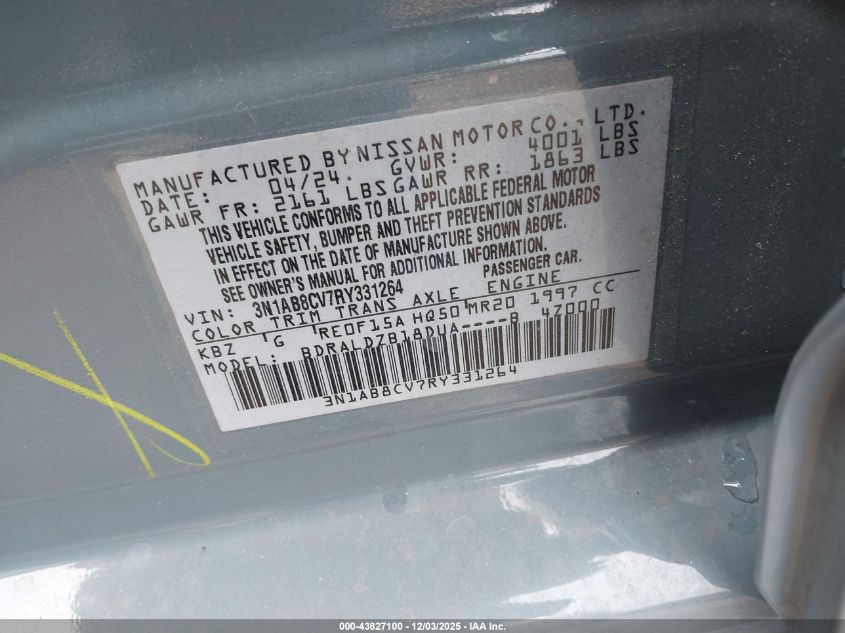 MANUFACTURED BY NISSAN MOTOR CO., LTD.
DATE: 04/24. GVWR: 4001 LBS
GAWR FR: 2161 LBS GAWR RR: 1863 LBS
THIS VEHICLE CONFORMS TO ALL APPLICABLE FEDERAL MOTOR
VEHICLE SAFETY, BUMPER AND THEFT PREVENTION STANDARDS
IN EFFECT ON THE DATE OF MANUFACTURE SHOWN ABOVE.
SEE OWNER'S MANUAL FOR ADDITIONAL INFORMATION.
VIN: 3N1AB8CV7RY331264 PASSENGER CAR.
COLOR TRIM TRANS AXLE ENGINE
KBZ G RE0F15A HQ50 MR20 1997 CC
MODEL: BDRALDZB18DUA----B 47000
3N1AB8CV7RY331264
000-43827100 - 12/03/2025 - IAA Inc.